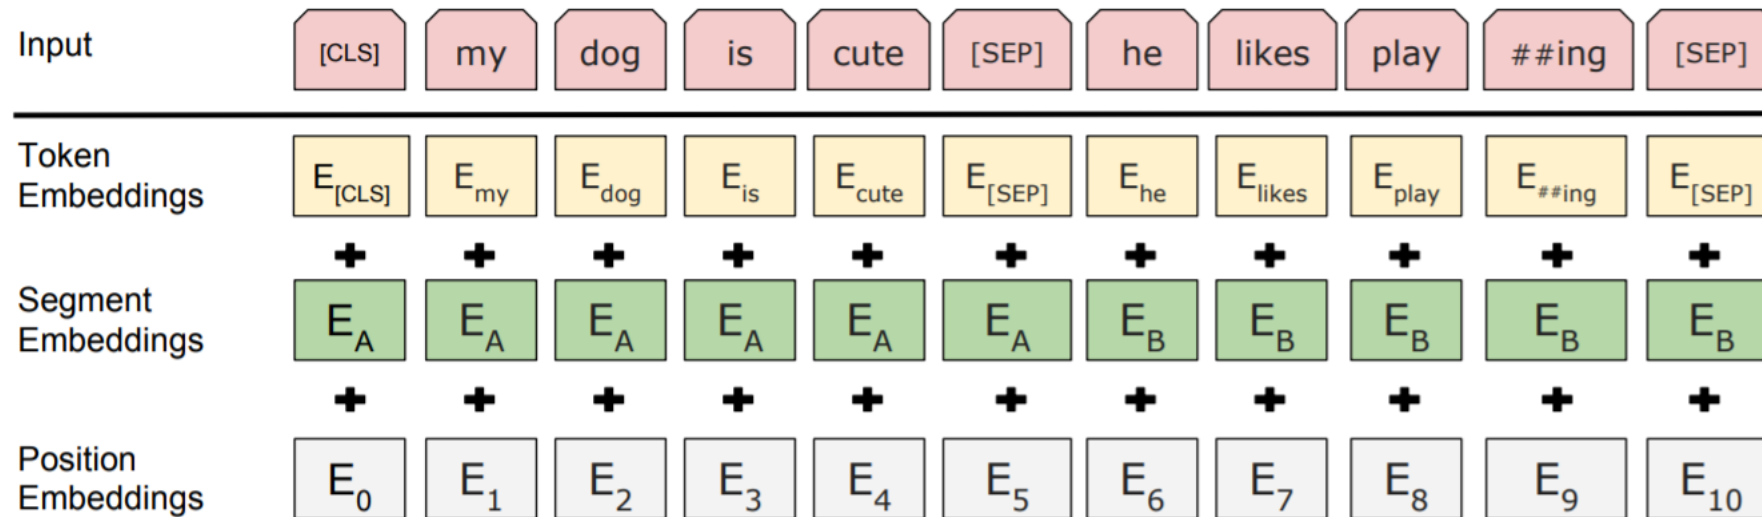 Input [CLS] my dog is cute [SEP] he likes play ##ing [SEP]
Token
Embeddings
E[CLS] Emy Edog Eis Ecute E[SEP] Ehe Elikes Eplay E##ing E[SEP]
+ + + + + + + + + + +
Segment
Embeddings
EA EA EA EA EA EA EB EB EB EB EB
+ + + + + + + + + + +
Position
Embeddings
E0 E1 E2 E3 E4 E5 E6 E7 E8 E9 E10